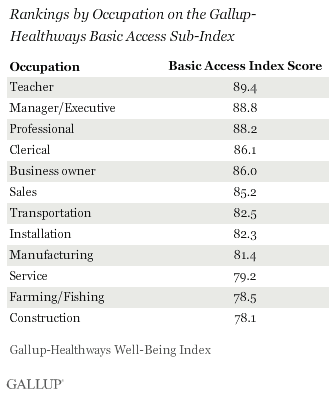 Rankings by Occupation on the Gallup-
Healthways Basic Access Sub-Index
Occupation Basic Access Index Score
Teacher 89.4
Manager/Executive 88.8
Professional 88.2
Clerical 86.1
Business owner 86.0
Sales 85.2
Transportation 82.5
Installation 82.3
Manufacturing 81.4
Service 79.2
Farming/Fishing 78.5
Construction 78.1
Gallup-Healthways Well-Being Index
GALLUP®